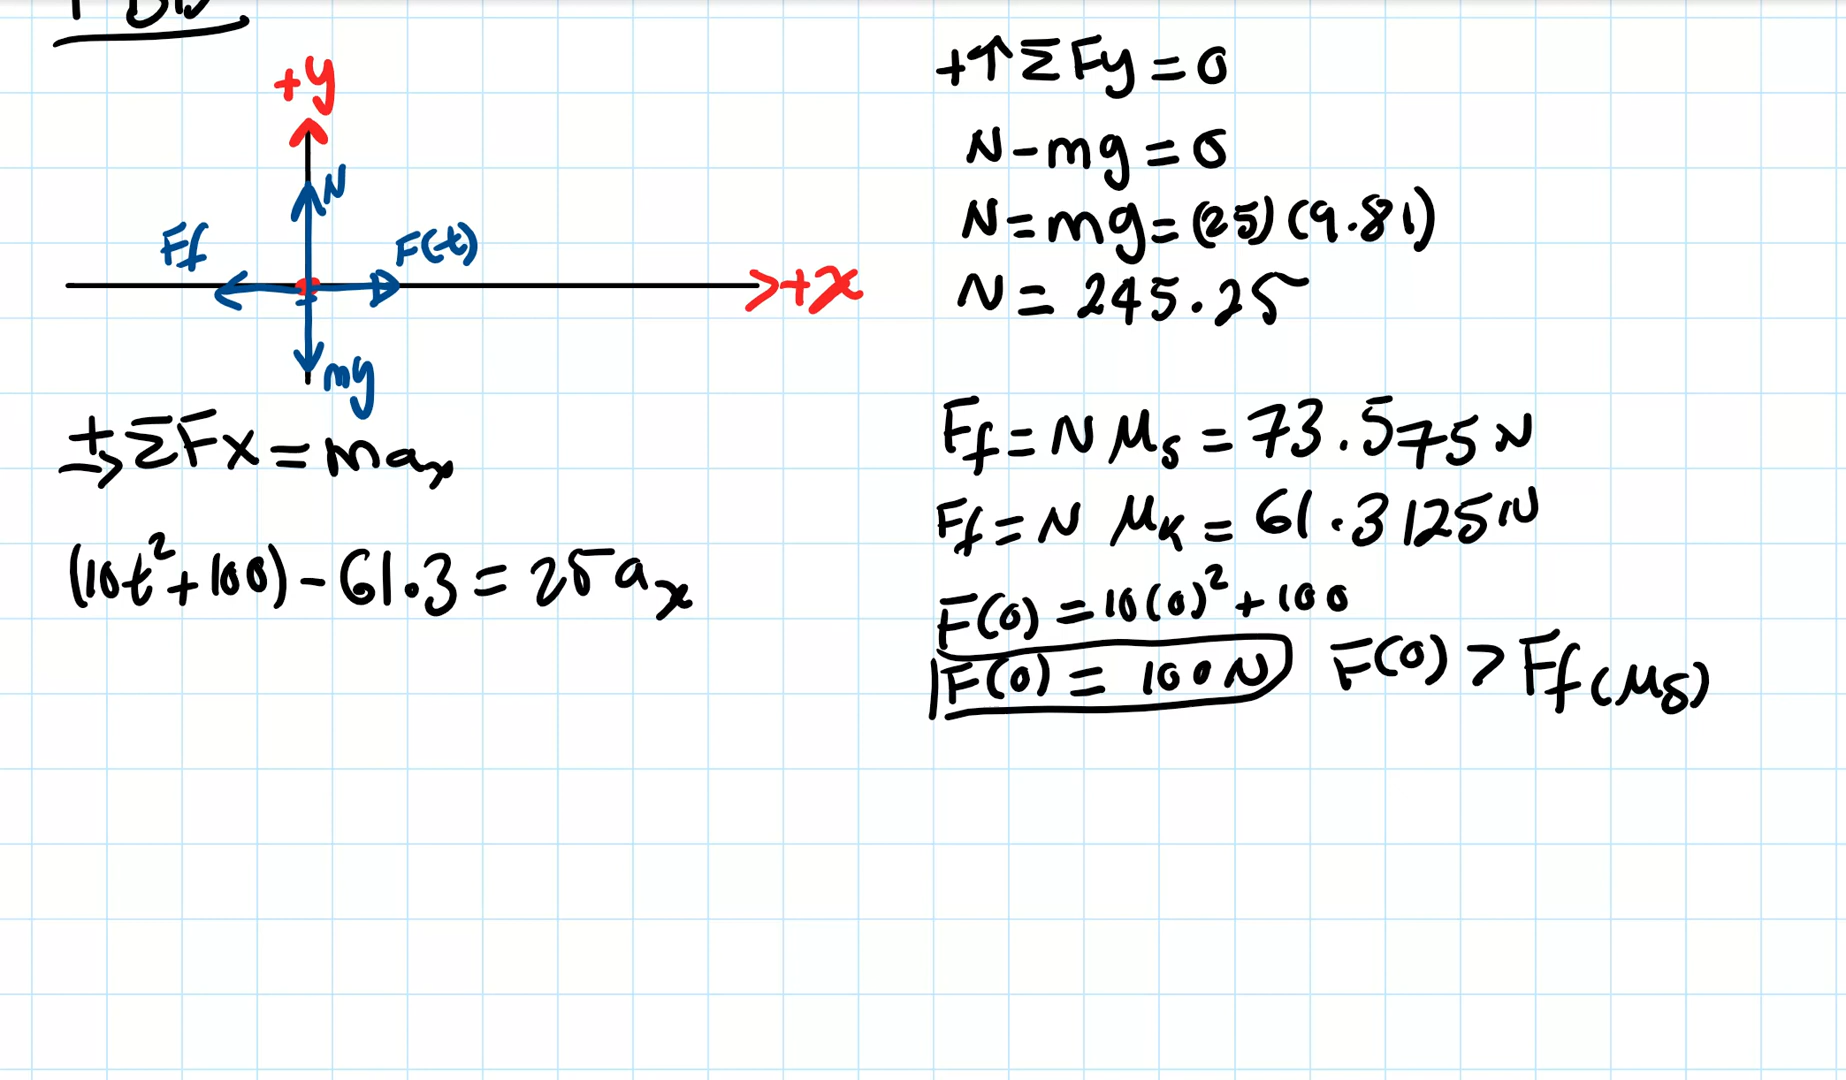 FBD
+y
N
Ff
F(t)
+x
mg
+→ ΣFx = max
(10t²+100) - 61.3 = 25ax
+↑ΣFy = 0
N - mg = 0
N = mg = (25)(9.81)
N = 245.25
Ff = N μs = 73.575 N
Ff = N μk = 61.3125 N
F(0) = 10(0)² + 100
F(0) = 100 N F(0) > Ff(μs)